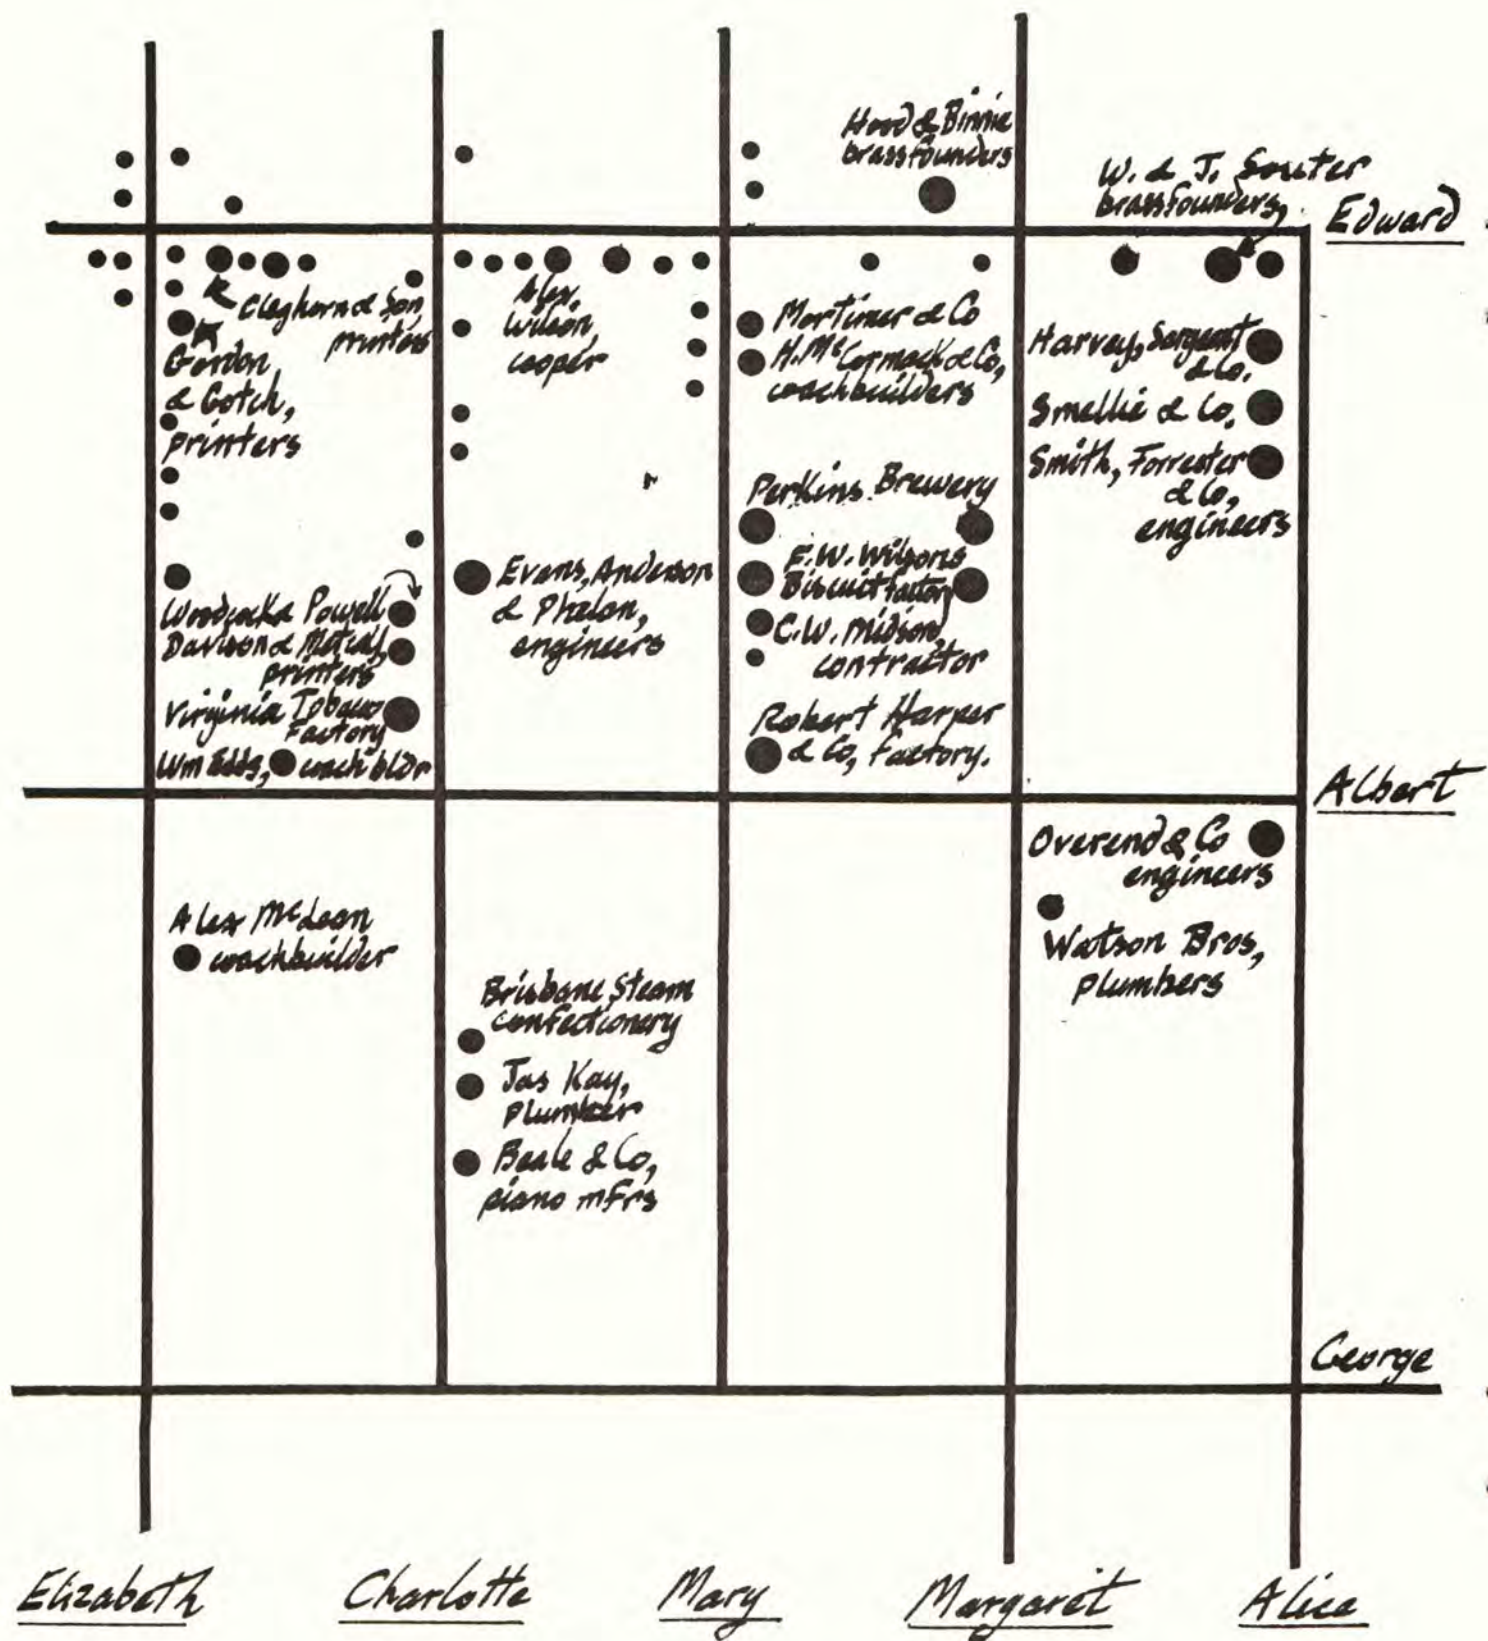 Hood & Binnie
brassfounders
W. & J. Souter
brassfounders,
Edward
Cleghorn & Son,
printers
Gordon
& Gotch,
printers
Alex.
Wilson,
cooper
Mortimer & Co
H. McCormack & Co,
coachbuilders
Harvey, Sargent
& Co.
Smellie & Co.
Smith, Forrester
& Co,
engineers
Perkins Brewery
Evans, Anderson
& Phelan,
engineers
F.W. Wilsons
Biscuit Factory
C.W. Midson,
contractor
Robert Harper
& Co, Factory.
Woodcock & Powell
Davison & Metcalf,
printers
Virginia Tobacco
Factory
Wm Edds, coach bldr
Albert
Overend & Co
engineers
Watson Bros,
plumbers
Alex McLean
coachbuilder
Brisbane Steam
confectionery
Jas Kay,
plumber
Beale & Co,
piano mfrs
George
Elizabeth
Charlotte
Mary
Margaret
Alice